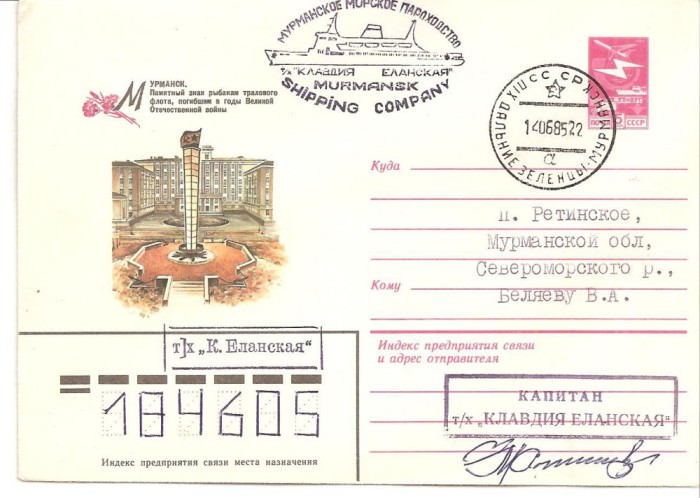 МУРМАНСКОЕ МОРСКОЕ ПАРОХОДСТВО
т/х "КЛАВДИЯ ЕЛАНСКАЯ"
MURMANSK
SHIPPING COMPANY
МУРМАНСК.
Памятный знак рыбакам тралового
флота, погибшим в годы Великой
Отечественной войны
СССР
ДАЛЬНИЕ ЗЕЛЕНЦЫ-МУРМАНСК
14068522
а
Куда
п. Ретинское,
Мурманской обл,
Североморского р.,
Кому
Беляеву В.А.
Индекс предприятия связи
и адрес отправителя
т/х „К. Еланская"
КАПИТАН
т/х „КЛАВДИЯ ЕЛАНСКАЯ"
184605
Индекс предприятия связи места назначения